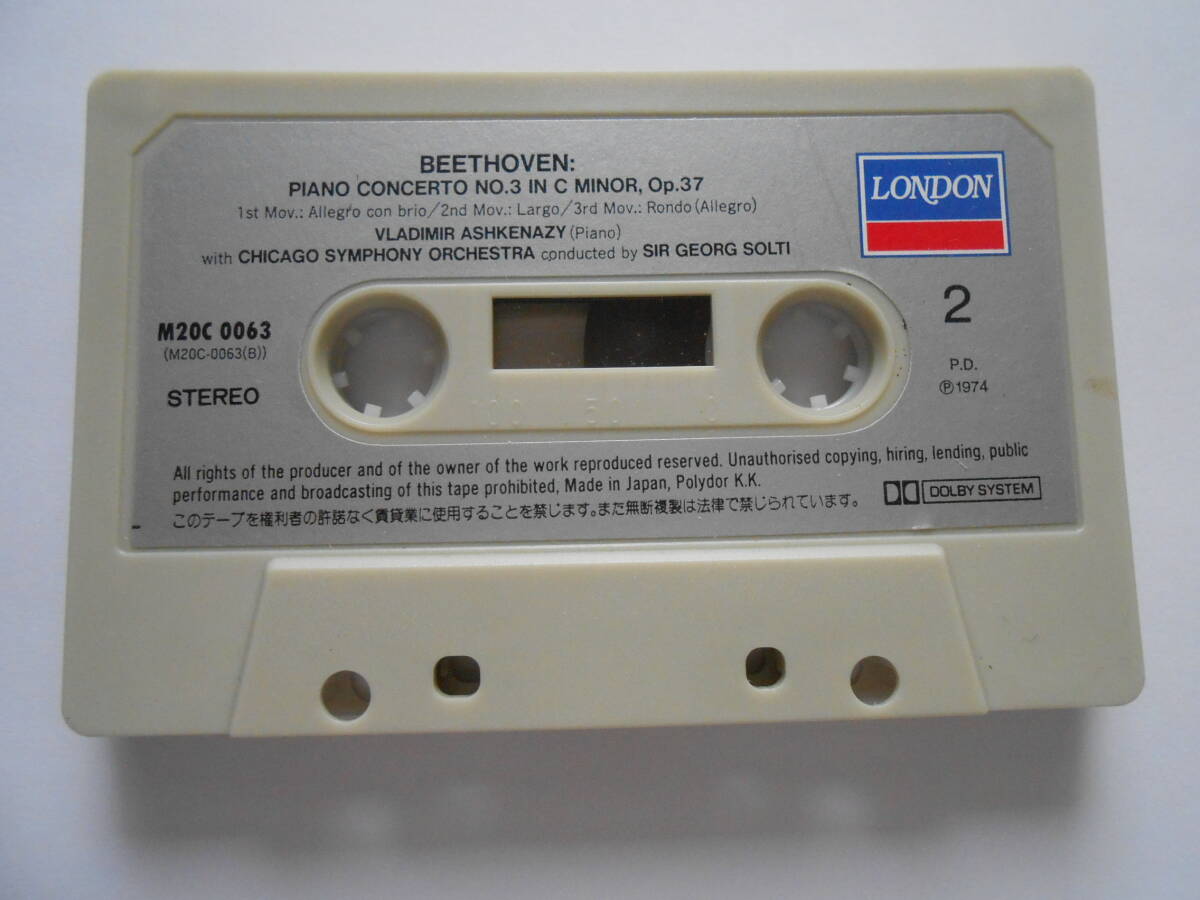 BEETHOVEN:
PIANO CONCERTO NO.3 IN C MINOR, Op.37
1st Mov.: Allegro con brio/2nd Mov.: Largo/3rd Mov.: Rondo (Allegro)
VLADIMIR ASHKENAZY (Piano)
with CHICAGO SYMPHONY ORCHESTRA conducted by SIR GEORG SOLTI
LONDON
M20C 0063
(M20C-0063(B))
STEREO
2
P.D.
Ⓟ1974
100 50 0
All rights of the producer and of the owner of the work reproduced reserved. Unauthorised copying, hiring, lending, public
performance and broadcasting of this tape prohibited, Made in Japan, Polydor K.K.
このテープを権利者の許諾なく賃貸業に使用することを禁じます。また無断複製は法律で禁じられています。
DOLBY SYSTEM